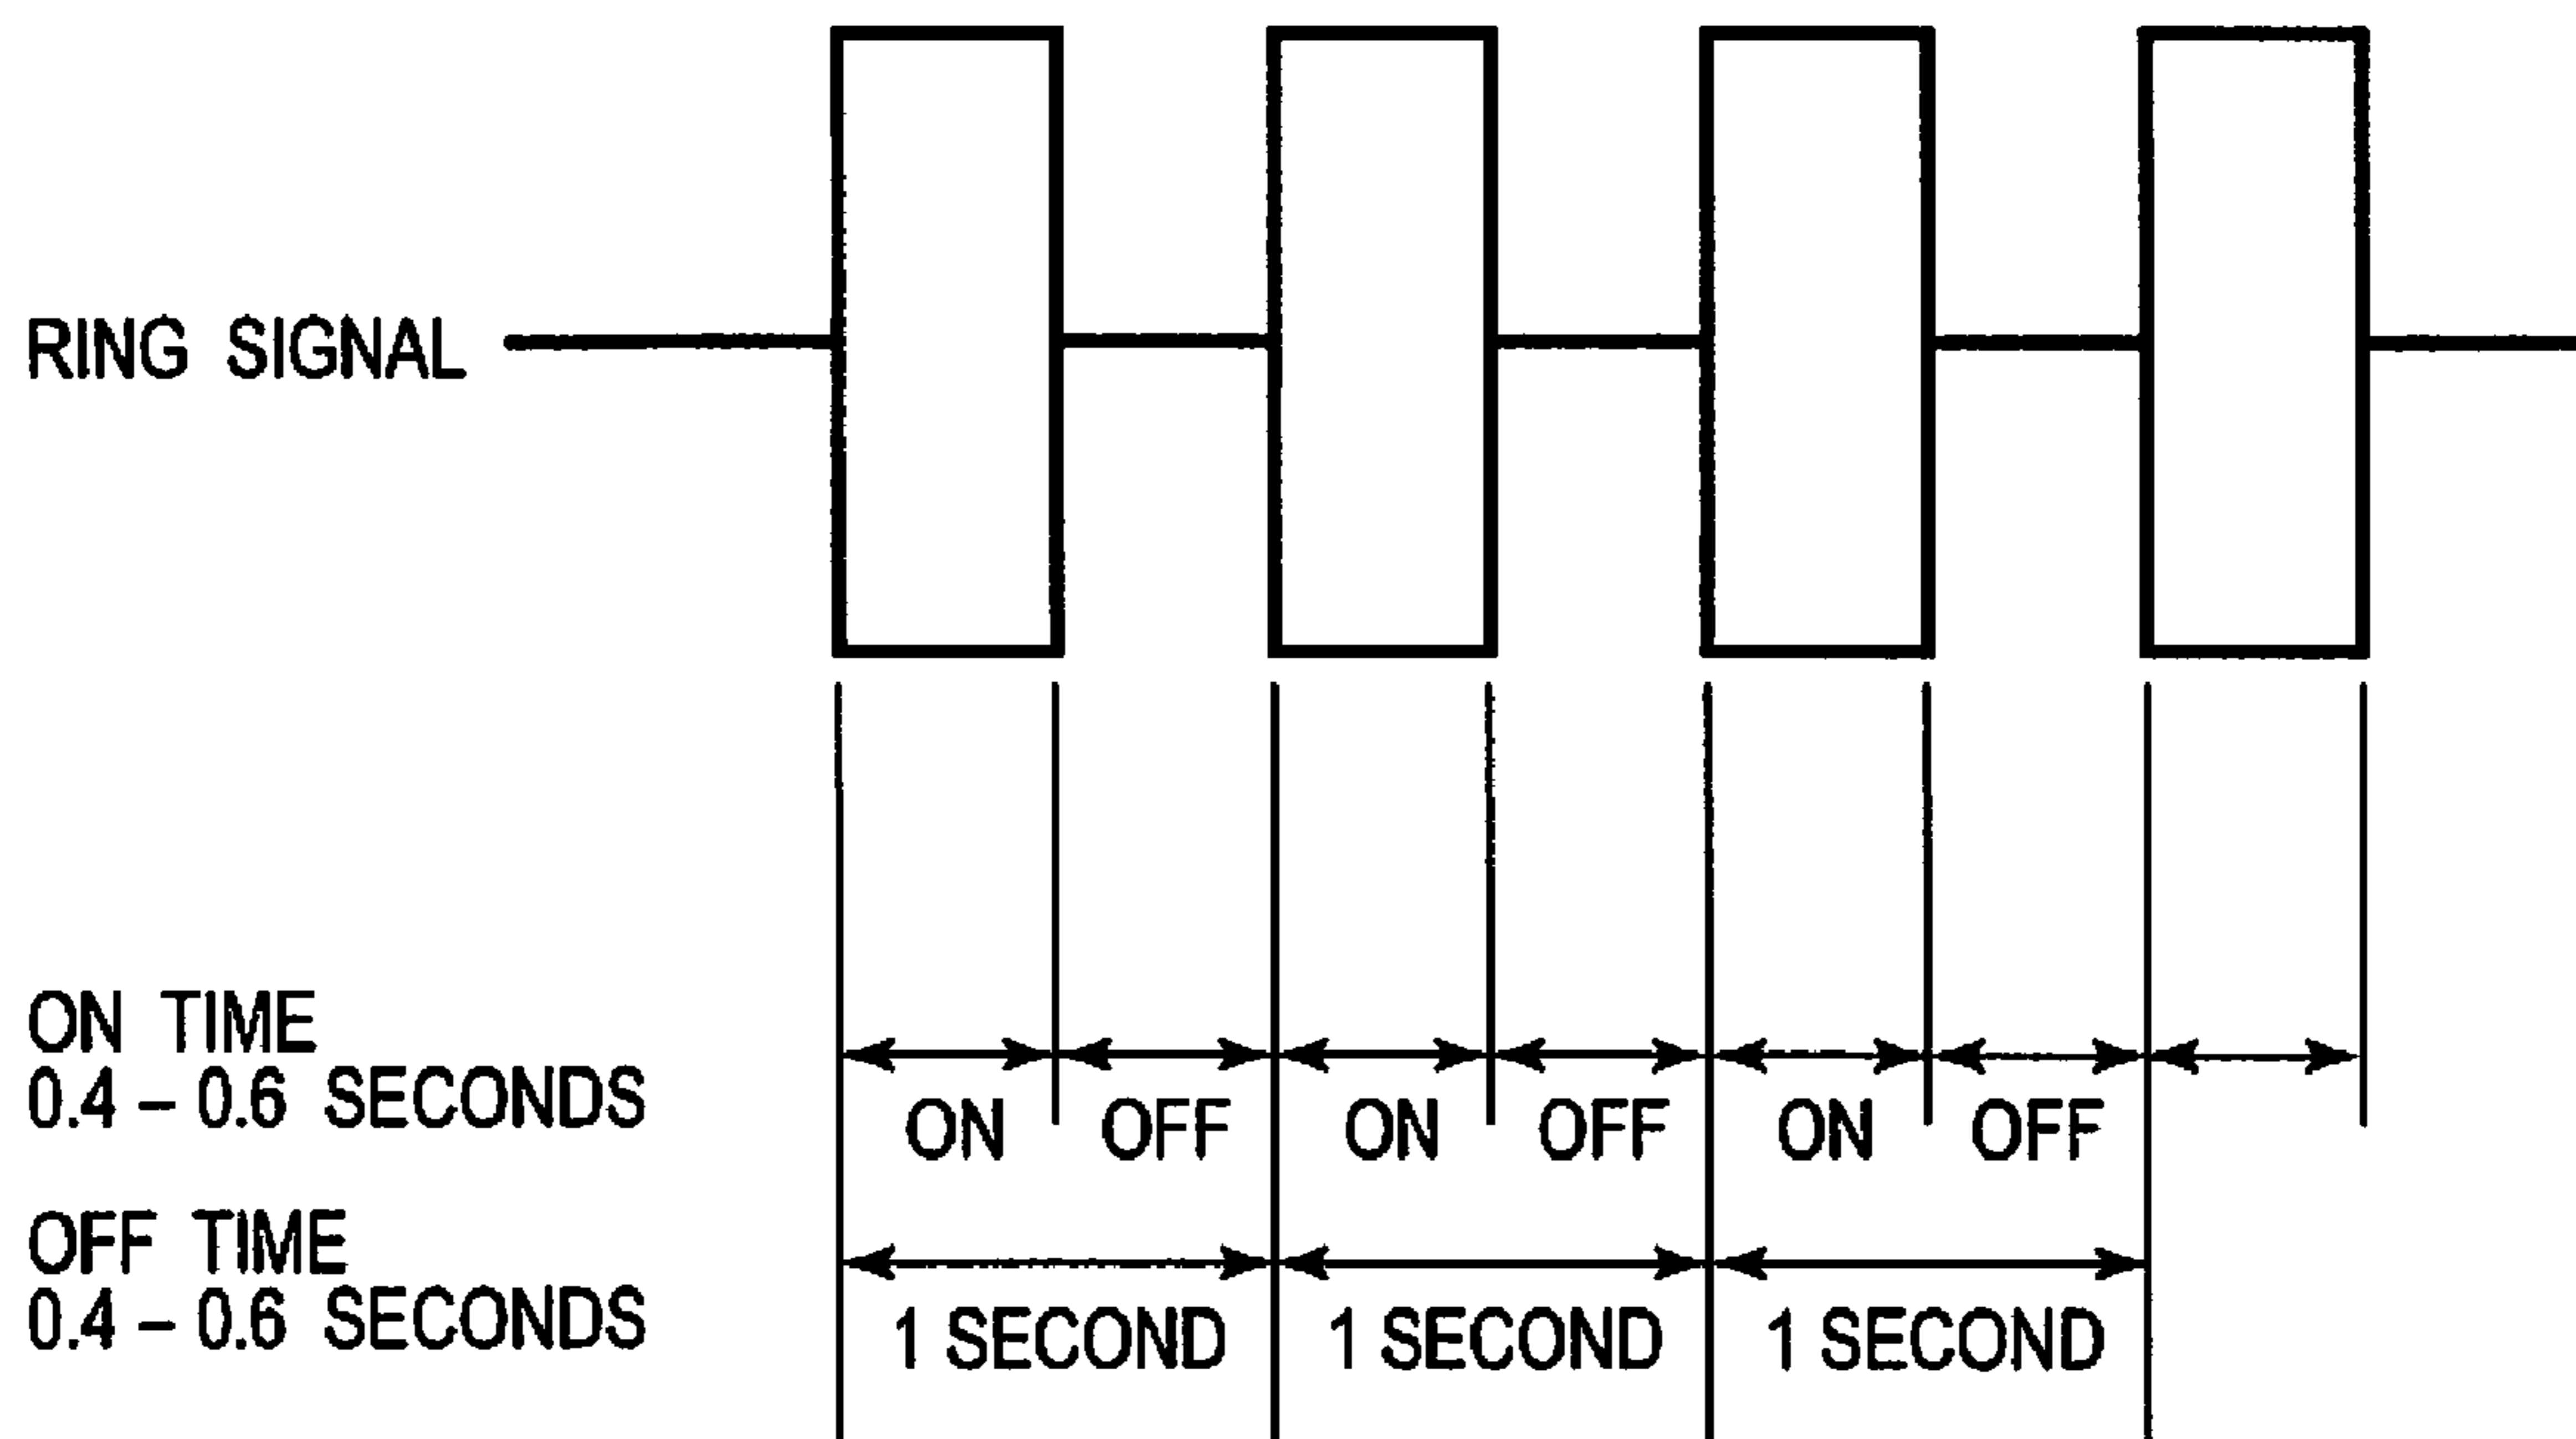 RING SIGNAL
ON TIME
0.4 – 0.6 SECONDS
ON OFF ON OFF ON OFF
OFF TIME
0.4 – 0.6 SECONDS
1 SECOND 1 SECOND 1 SECOND